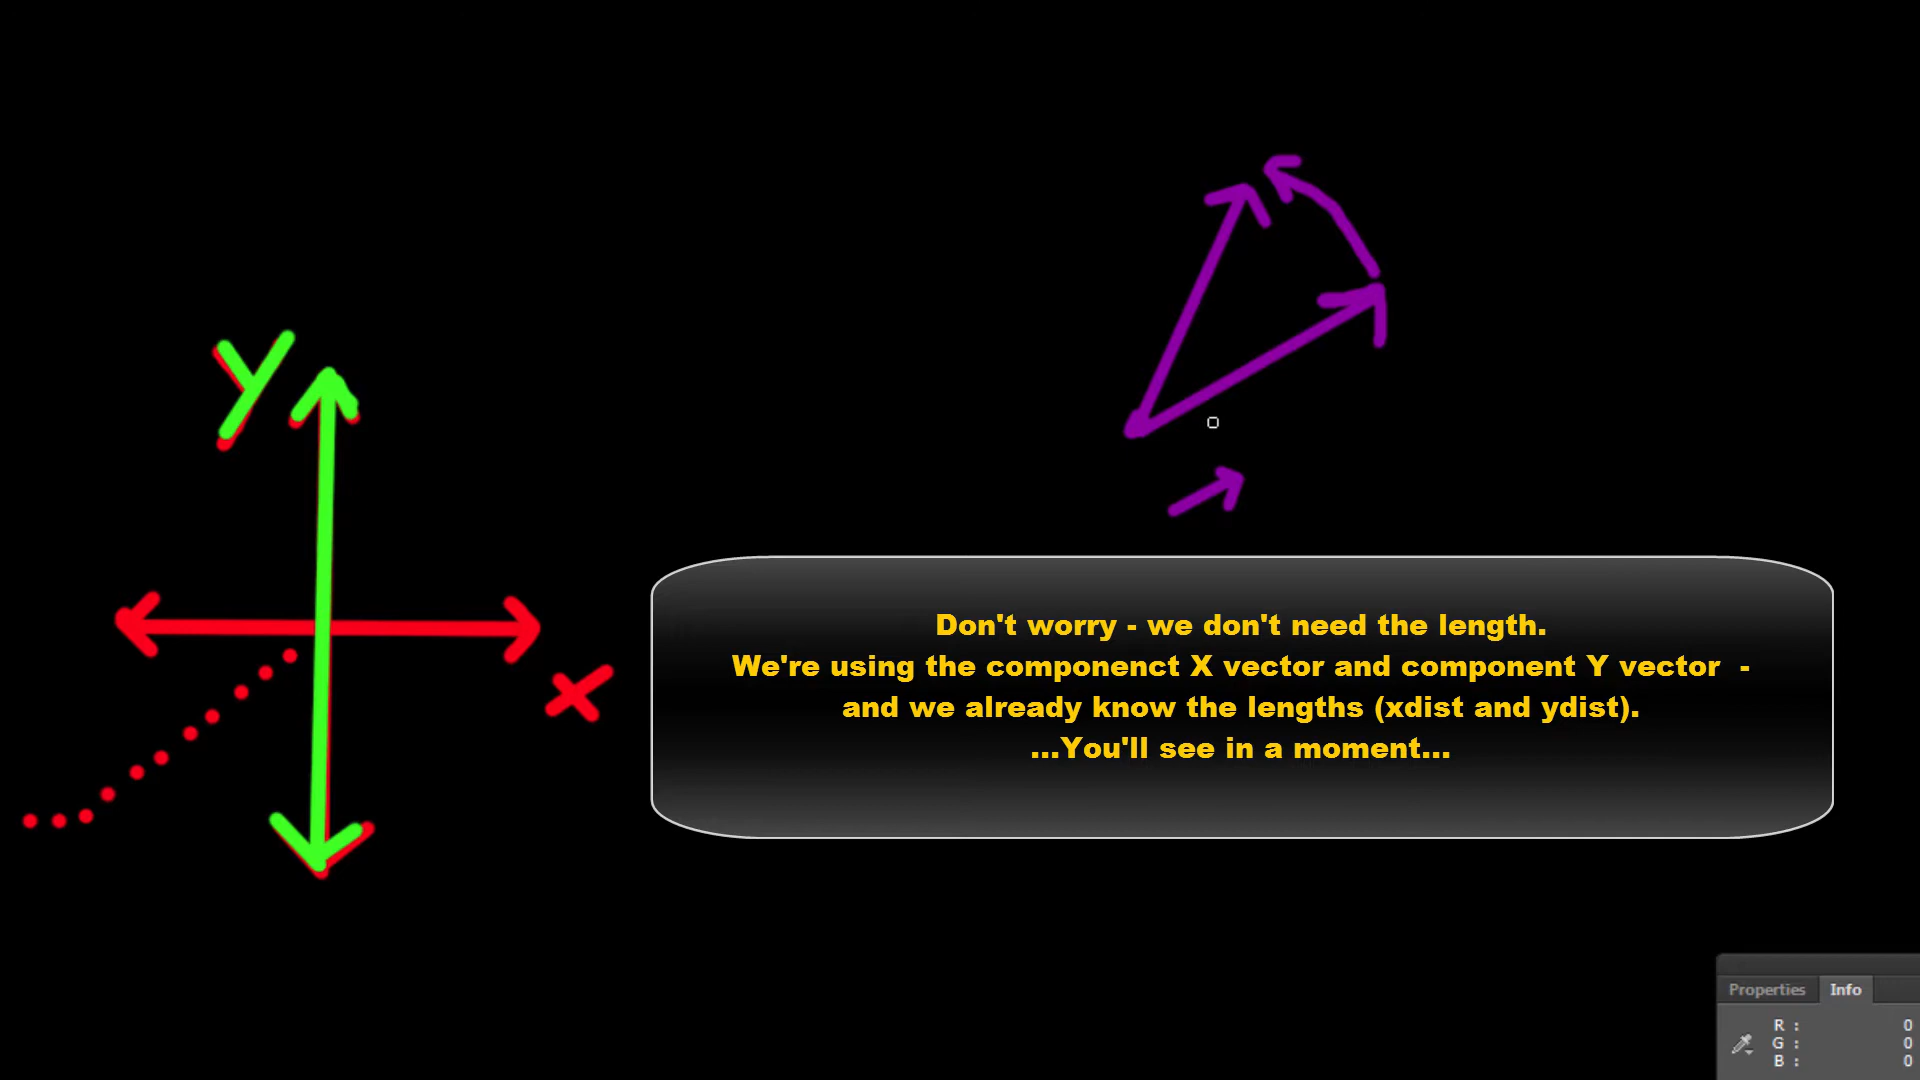 Y
X
Don't worry - we don't need the length.
We're using the componenct X vector and component Y vector -
and we already know the lengths (xdist and ydist).
...You'll see in a moment...
Properties Info
R : 0
G : 0
B : 0